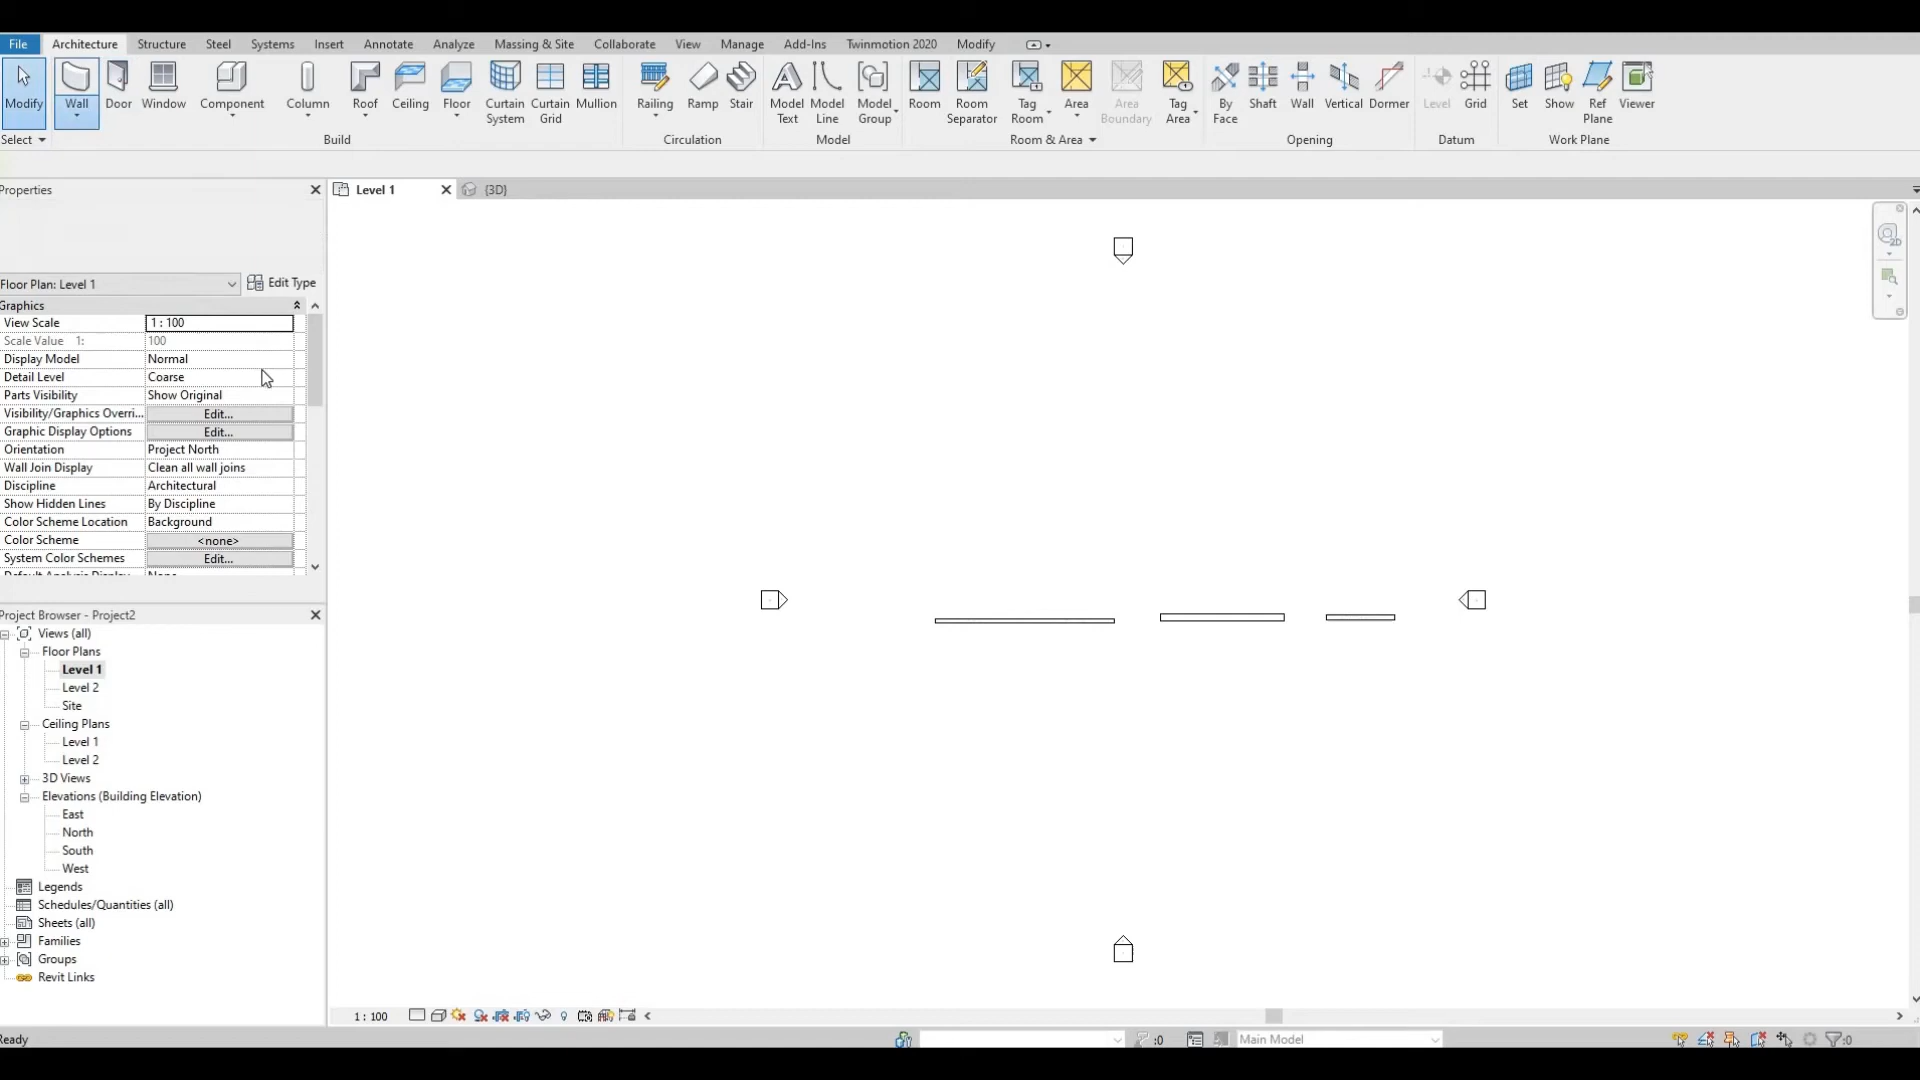 File Architecture Structure Steel Systems Insert Annotate Analyze Massing & Site Collaborate View Manage Add-Ins Twinmotion 2020 Modify
Modify Wall Door Window Component Column Roof Ceiling Floor Curtain System Curtain Grid Mullion Railing Ramp Stair Model Text Model Line Model Group Room Room Separator Tag Room Area Area Boundary Tag Area By Face Shaft Wall Vertical Dormer Level Grid Set Show Ref Plane Viewer
Select Build Circulation Model Room & Area Opening Datum Work Plane
Properties
Level 1 {3D}
2D
Floor Plan: Level 1 Edit Type
Graphics
View Scale 1 : 100
Scale Value 1: 100
Display Model Normal
Detail Level Coarse
Parts Visibility Show Original
Visibility/Graphics Overri... Edit...
Graphic Display Options Edit...
Orientation Project North
Wall Join Display Clean all wall joins
Discipline Architectural
Show Hidden Lines By Discipline
Color Scheme Location Background
Color Scheme <none>
System Color Schemes Edit...
Default Analysis Display None
Project Browser - Project2
Views (all)
Floor Plans
Level 1
Level 2
Site
Ceiling Plans
Level 1
Level 2
3D Views
Elevations (Building Elevation)
East
North
South
West
Legends
Schedules/Quantities (all)
Sheets (all)
Families
Groups
Revit Links
1 : 100
Ready :0 Main Model :0